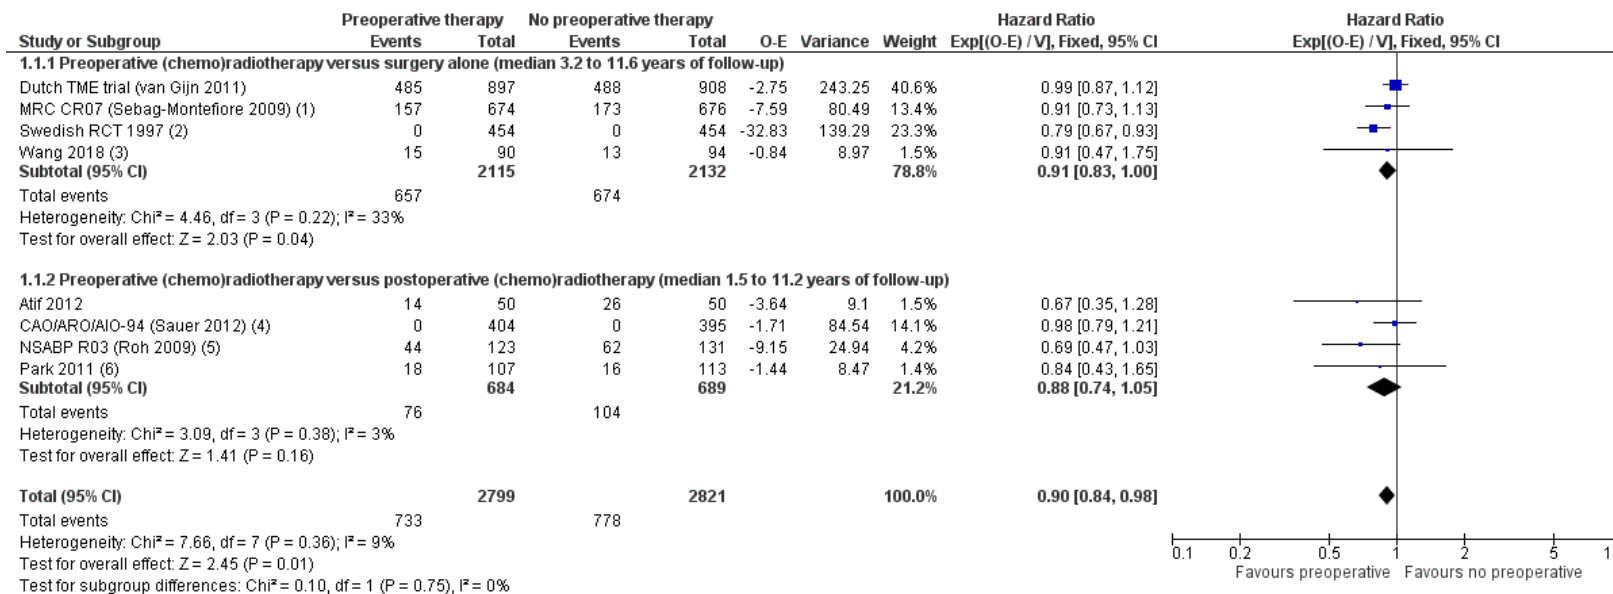 Preoperative therapy No preoperative therapy Hazard Ratio Hazard Ratio
Study or Subgroup Events Total Events Total O-E Variance Weight Exp[(O-E) / V], Fixed, 95% CI Exp[(O-E) / V], Fixed, 95% CI
1.1.1 Preoperative (chemo)radiotherapy versus surgery alone (median 3.2 to 11.6 years of follow-up)
Dutch TME trial (van Gijn 2011) 485 897 488 908 -2.75 243.25 40.6% 0.99 [0.87, 1.12]
MRC CR07 (Sebag-Montefiore 2009) (1) 157 674 173 676 -7.59 80.49 13.4% 0.91 [0.73, 1.13]
Swedish RCT 1997 (2) 0 454 0 454 -32.83 139.29 23.3% 0.79 [0.67, 0.93]
Wang 2018 (3) 15 90 13 94 -0.84 8.97 1.5% 0.91 [0.47, 1.75]
Subtotal (95% CI) 2115 2132 78.8% 0.91 [0.83, 1.00]
Total events 657 674
Heterogeneity: Chi² = 4.46, df = 3 (P = 0.22); I² = 33%
Test for overall effect: Z = 2.03 (P = 0.04)
1.1.2 Preoperative (chemo)radiotherapy versus postoperative (chemo)radiotherapy (median 1.5 to 11.2 years of follow-up)
Atif 2012 14 50 26 50 -3.64 9.1 1.5% 0.67 [0.35, 1.28]
CAO/ARO/AIO-94 (Sauer 2012) (4) 0 404 0 395 -1.71 84.54 14.1% 0.98 [0.79, 1.21]
NSABP R03 (Roh 2009) (5) 44 123 62 131 -9.15 24.94 4.2% 0.69 [0.47, 1.03]
Park 2011 (6) 18 107 16 113 -1.44 8.47 1.4% 0.84 [0.43, 1.65]
Subtotal (95% CI) 684 689 21.2% 0.88 [0.74, 1.05]
Total events 76 104
Heterogeneity: Chi² = 3.09, df = 3 (P = 0.38); I² = 3%
Test for overall effect: Z = 1.41 (P = 0.16)
Total (95% CI) 2799 2821 100.0% 0.90 [0.84, 0.98]
Total events 733 778
Heterogeneity: Chi² = 7.66, df = 7 (P = 0.36); I² = 9%
Test for overall effect: Z = 2.45 (P = 0.01)
Test for subgroup differences: Chi² = 0.10, df = 1 (P = 0.75), I² = 0%
0.1 0.2 0.5 1 2 5 1
Favours preoperative Favours no preoperative